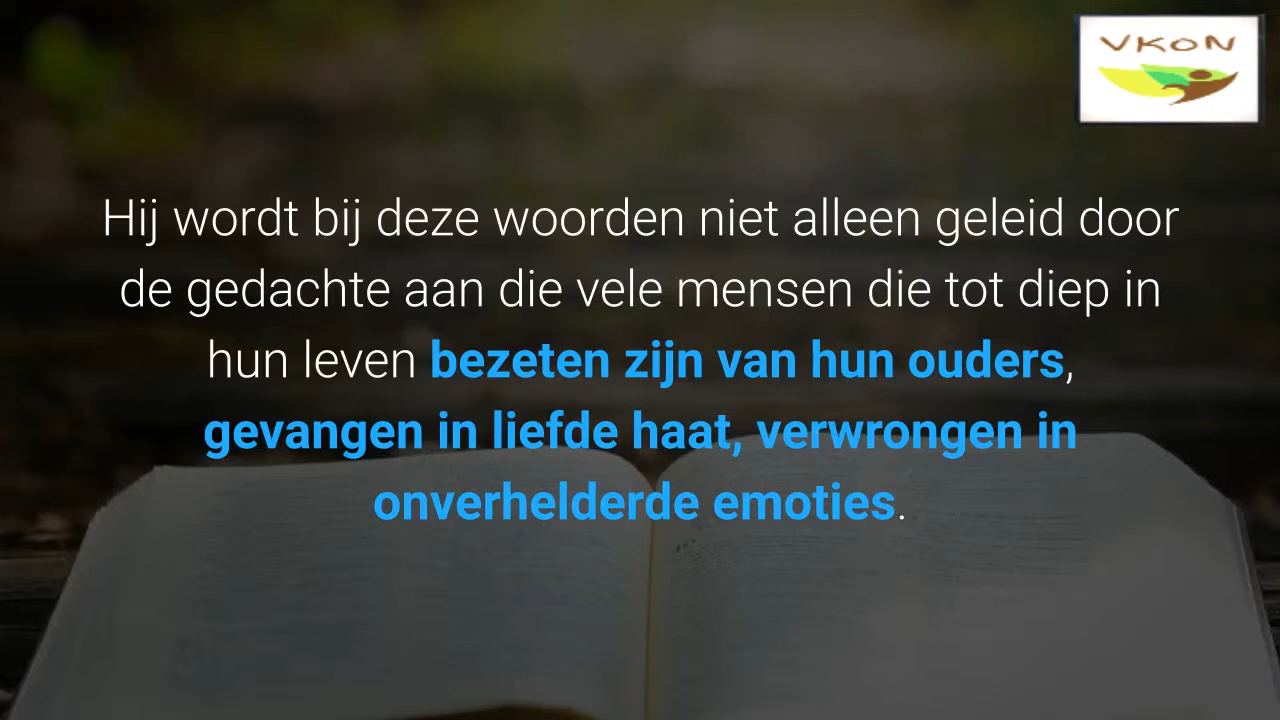 VKON
Hij wordt bij deze woorden niet alleen geleid door
de gedachte aan die vele mensen die tot diep in
hun leven bezeten zijn van hun ouders,
gevangen in liefde haat, verwrongen in
onverhelderde emoties.